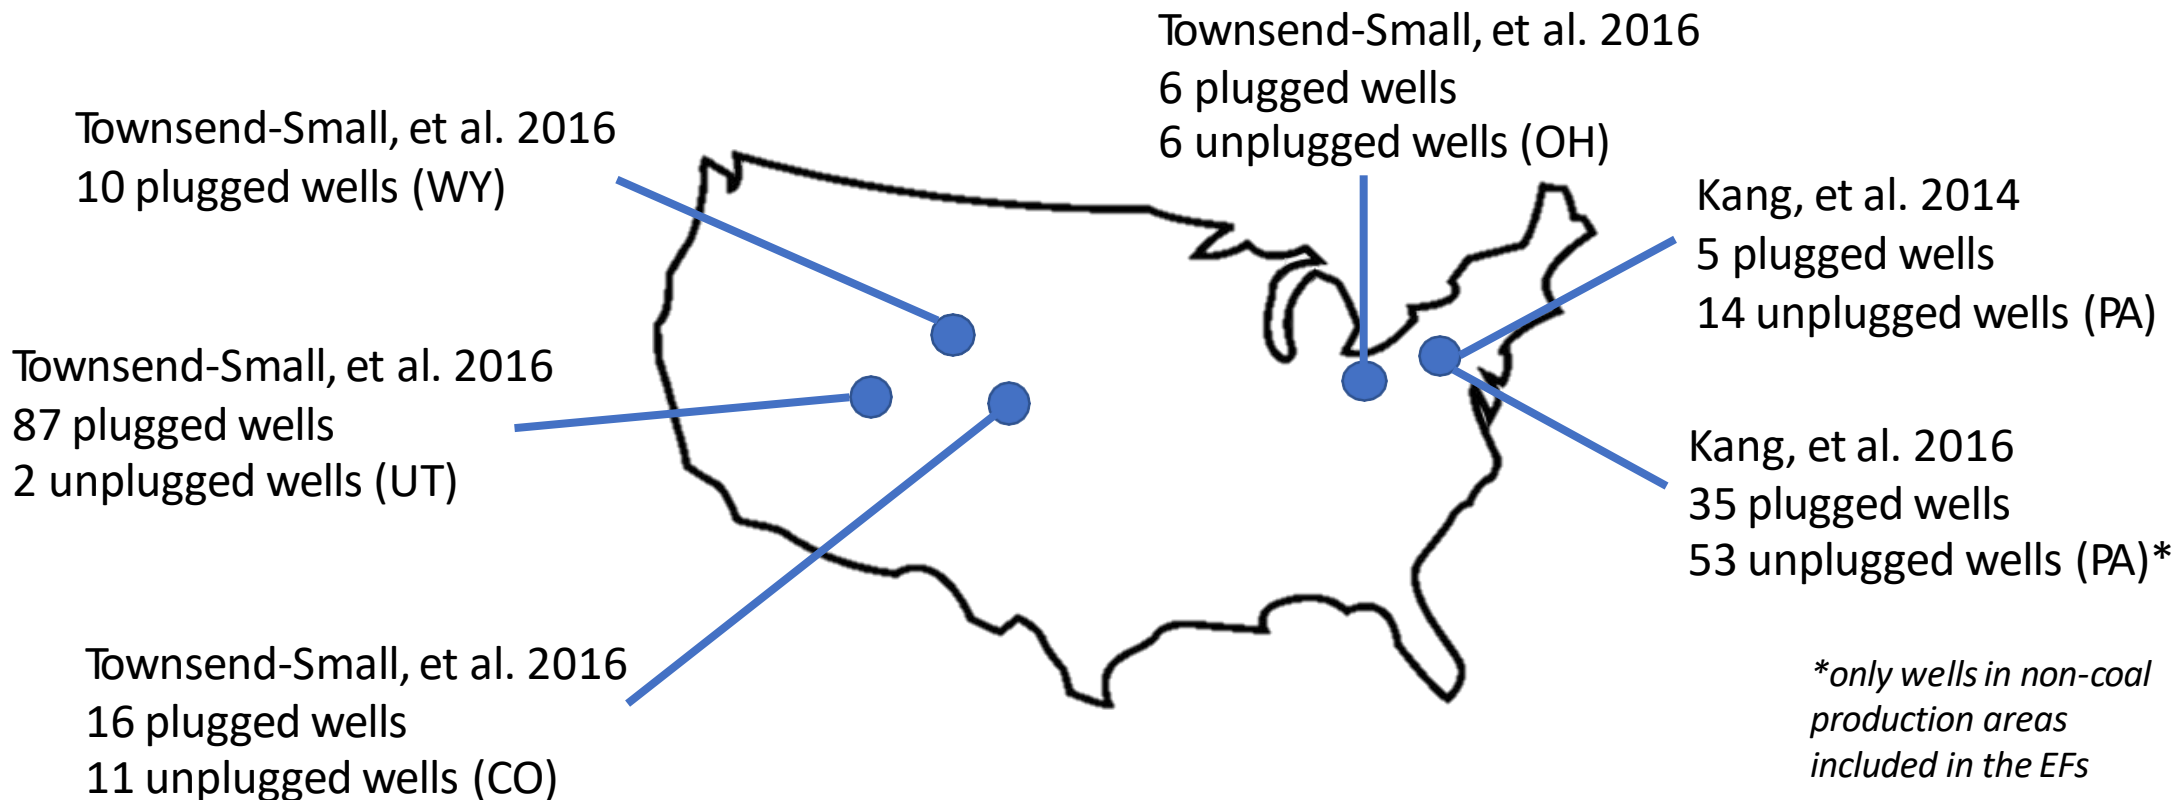 Townsend-Small, et al. 2016
6 plugged wells
6 unplugged wells (OH)
Townsend-Small, et al. 2016
10 plugged wells (WY)
Kang, et al. 2014
5 plugged wells
14 unplugged wells (PA)
Townsend-Small, et al. 2016
87 plugged wells
2 unplugged wells (UT)
Kang, et al. 2016
35 plugged wells
53 unplugged wells (PA)*
Townsend-Small, et al. 2016
16 plugged wells
11 unplugged wells (CO)
*only wells in non-coal
production areas
included in the EFs